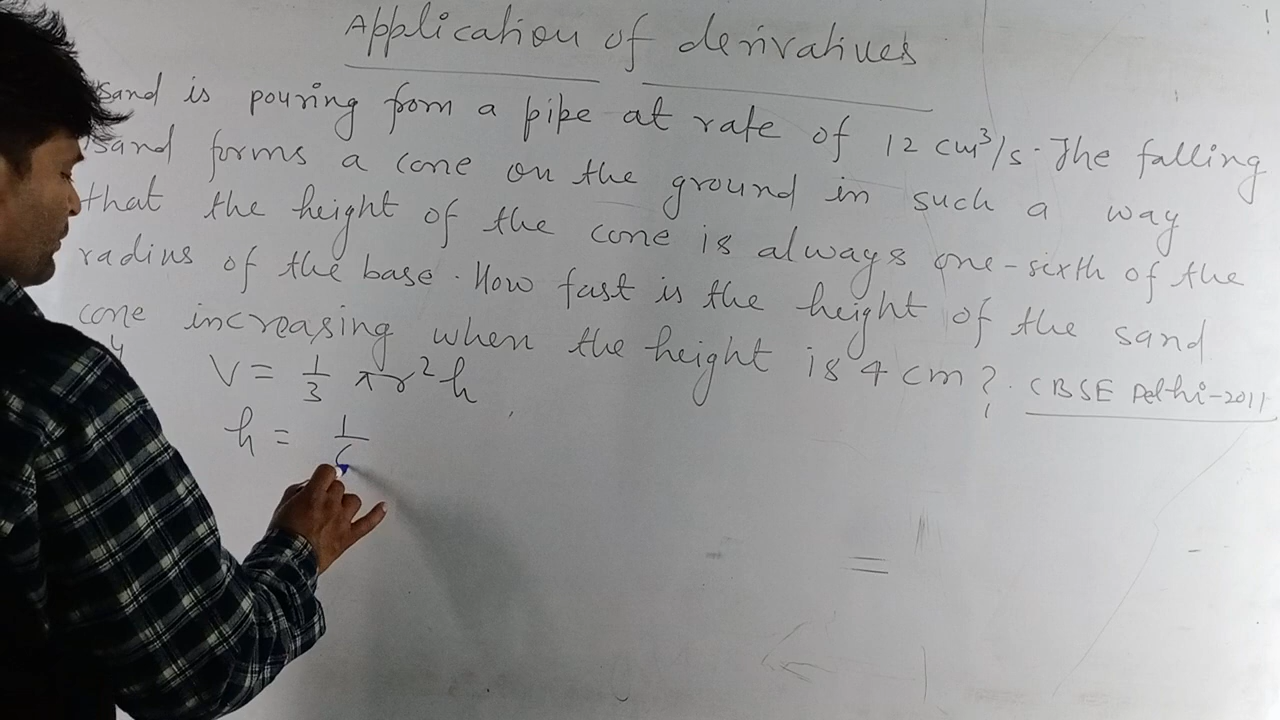 Application of derivatives
Sand is pouring from a pipe at rate of 12 cm³/s. The falling
sand forms a cone on the ground in such a way
that the height of the cone is always one-sixth of the
radius of the base. How fast is the height of the sand
cone increasing when the height is 4 cm?. CBSE Delhi-2011
V = 1/3 πr²h
h = 1/